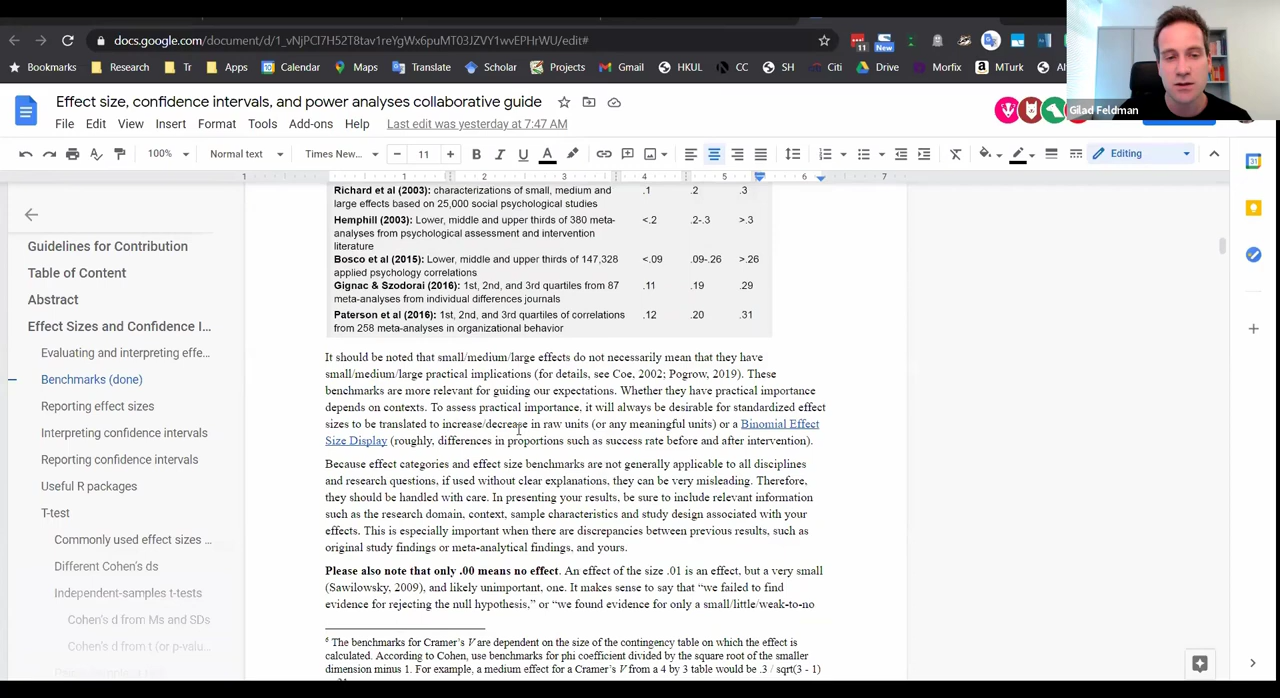 docs.google.com/document/d/1_vNjPCI7H52T8tav1reYgWx6puMT03JZVY1wvEPHrWU/edit#
11
New
Bookmarks Research Tr Apps Calendar Maps Translate Scholar Projects Gmail HKUL CC SH Citi Drive Morfix MTurk
Gilad Feldman
Effect size, confidence intervals, and power analyses collaborative guide
File Edit View Insert Format Tools Add-ons Help Last edit was yesterday at 7:47 AM
100% Normal text Times New... 11 Editing
1 1 2 3 4 5 6 7
Guidelines for Contribution
Table of Content
Abstract
Effect Sizes and Confidence I...
Evaluating and interpreting effe...
Benchmarks (done)
Reporting effect sizes
Interpreting confidence intervals
Reporting confidence intervals
Useful R packages
T-test
Commonly used effect sizes ...
Different Cohen's ds
Independent-samples t-tests
Cohen's d from Ms and SDs
Cohen's d from t (or p-valu...
Richard et al (2003): characterizations of small, medium and .1 .2 .3
large effects based on 25,000 social psychological studies
Hemphill (2003): Lower, middle and upper thirds of 380 meta- <.2 .2-.3 >.3
analyses from psychological assessment and intervention
literature
Bosco et al (2015): Lower, middle and upper thirds of 147,328 <.09 .09-.26 >.26
applied psychology correlations
Gignac & Szodorai (2016): 1st, 2nd, and 3rd quartiles from 87 .11 .19 .29
meta-analyses from individual differences journals
Paterson et al (2016): 1st, 2nd, and 3rd quartiles of correlations .12 .20 .31
from 258 meta-analyses in organizational behavior
It should be noted that small/medium/large effects do not necessarily mean that they have
small/medium/large practical implications (for details, see Coe, 2002; Pogrow, 2019). These
benchmarks are more relevant for guiding our expectations. Whether they have practical importance
depends on contexts. To assess practical importance, it will always be desirable for standardized effect
sizes to be translated to increase/decrease in raw units (or any meaningful units) or a Binomial Effect
Size Display (roughly, differences in proportions such as success rate before and after intervention).
Because effect categories and effect size benchmarks are not generally applicable to all disciplines
and research questions, if used without clear explanations, they can be very misleading. Therefore,
they should be handled with care. In presenting your results, be sure to include relevant information
such as the research domain, context, sample characteristics and study design associated with your
effects. This is especially important when there are discrepancies between previous results, such as
original study findings or meta-analytical findings, and yours.
Please also note that only .00 means no effect. An effect of the size .01 is an effect, but a very small
(Sawilowsky, 2009), and likely unimportant, one. It makes sense to say that “we failed to find
evidence for rejecting the null hypothesis,” or “we found evidence for only a small/little/weak-to-no
6 The benchmarks for Cramer's V are dependent on the size of the contingency table on which the effect is
calculated. According to Cohen, use benchmarks for phi coefficient divided by the square root of the smaller
dimension minus 1. For example, a medium effect for a Cramer's V from a 4 by 3 table would be .3 / sqrt(3 - 1)